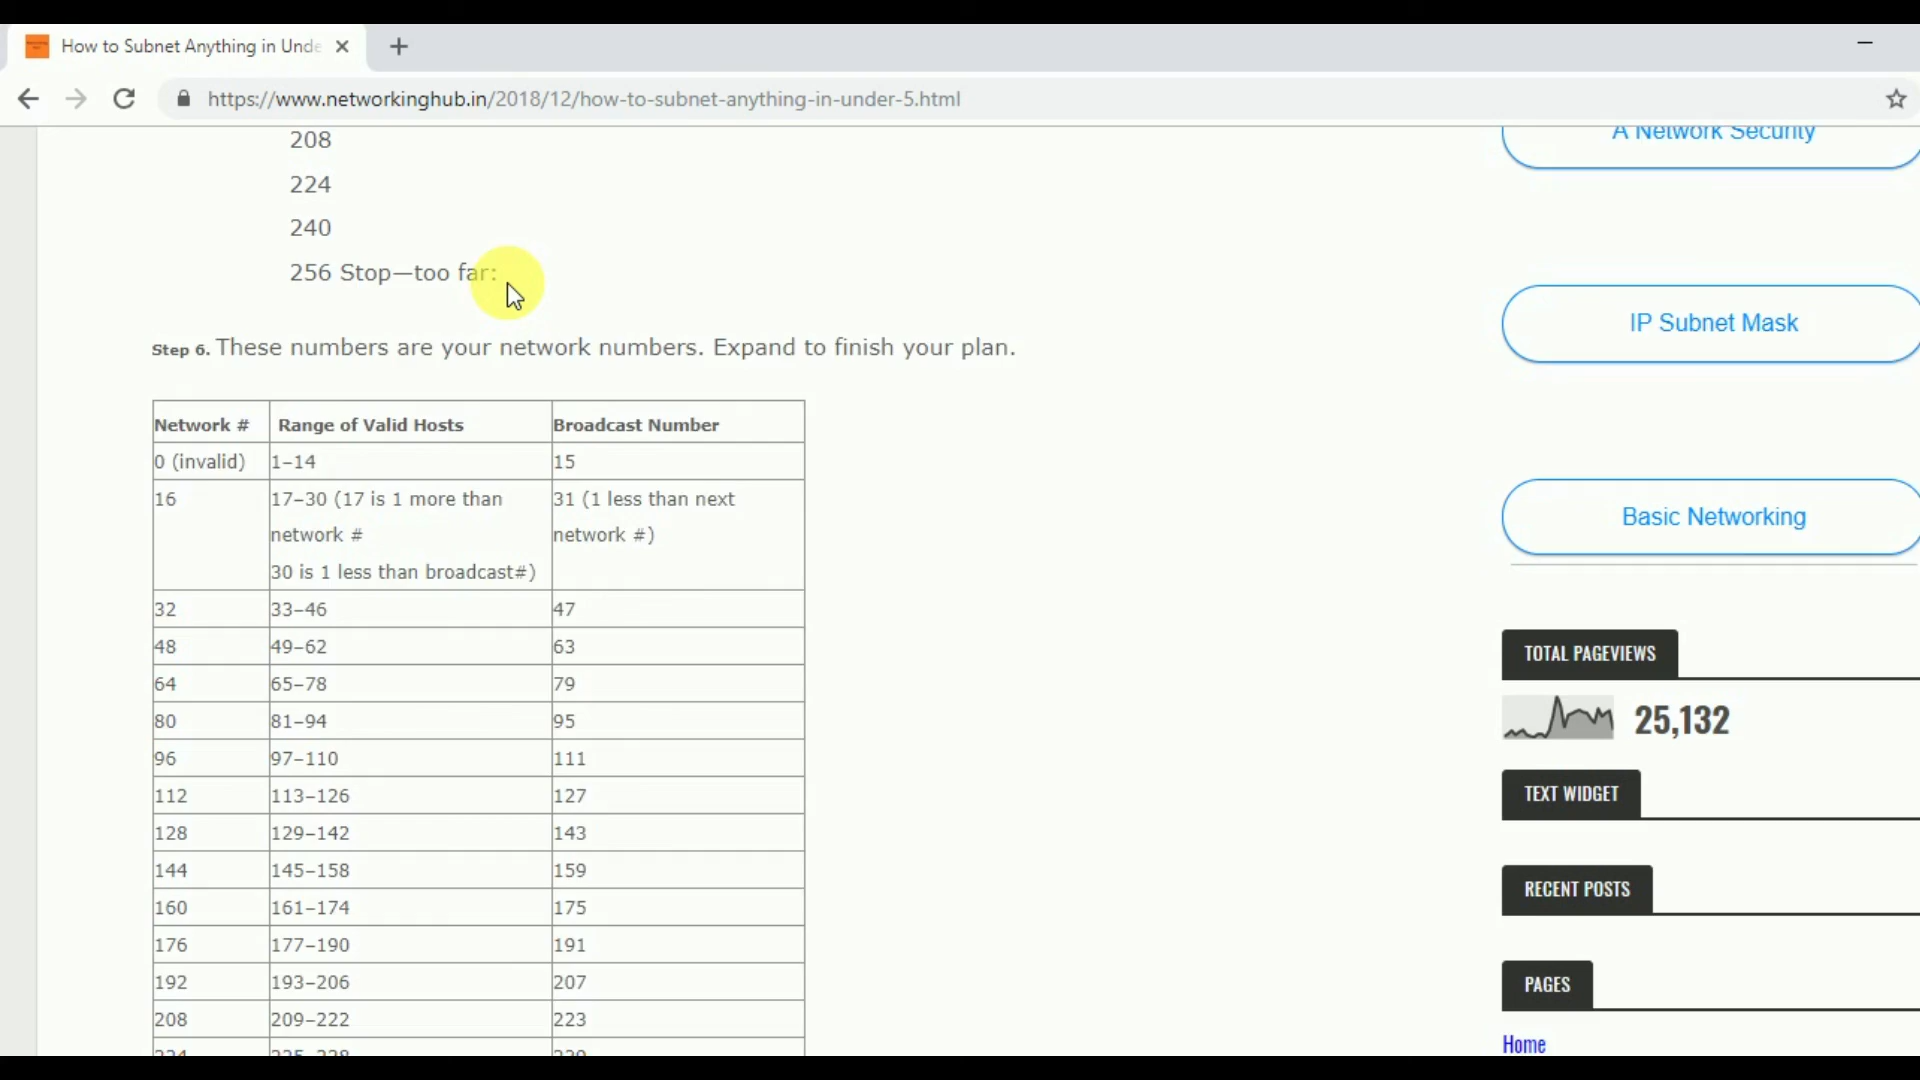 How to Subnet Anything in Unde
https://www.networkinghub.in/2018/12/how-to-subnet-anything-in-under-5.html
208
224
240
256 Stop—too far:
Step 6. These numbers are your network numbers. Expand to finish your plan.
Network # Range of Valid Hosts Broadcast Number
0 (invalid) 1–14 15
16 17–30 (17 is 1 more than 31 (1 less than next
network # network #)
30 is 1 less than broadcast#)
32 33–46 47
48 49–62 63
64 65–78 79
80 81–94 95
96 97–110 111
112 113–126 127
128 129–142 143
144 145–158 159
160 161–174 175
176 177–190 191
192 193–206 207
208 209–222 223
A Network Security
IP Subnet Mask
Basic Networking
TOTAL PAGEVIEWS
25,132
TEXT WIDGET
RECENT POSTS
PAGES
Home